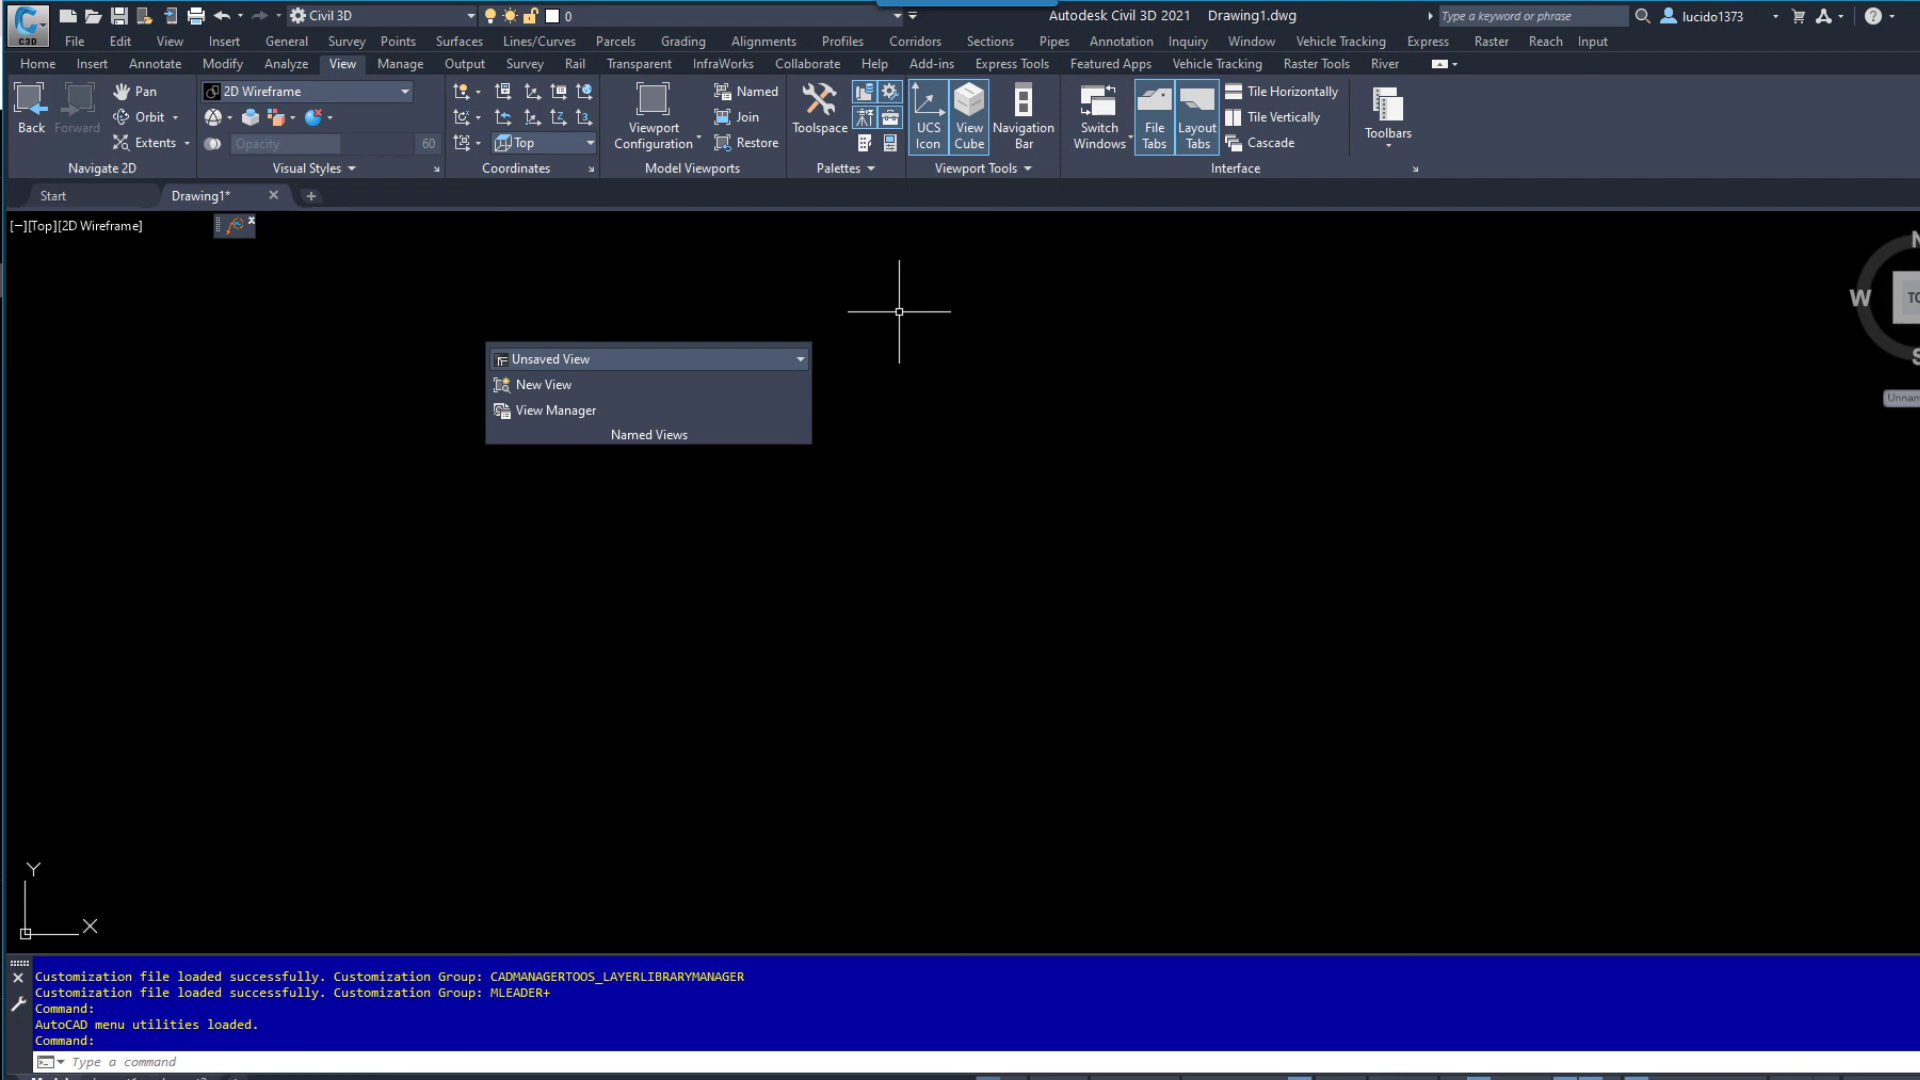 Civil 3D 0 Autodesk Civil 3D 2021 Drawing1.dwg Type a keyword or phrase lucido1373
C3D File Edit View Insert General Survey Points Surfaces Lines/Curves Parcels Grading Alignments Profiles Corridors Sections Pipes Annotation Inquiry Window Vehicle Tracking Express Raster Reach Input
Home Insert Annotate Modify Analyze View Manage Output Survey Rail Transparent InfraWorks Collaborate Help Add-ins Express Tools Featured Apps Vehicle Tracking Raster Tools River
Pan 2D Wireframe Named Tile Horizontally
Orbit Join Tile Vertically
Back Forward Viewport Configuration Toolspace UCS Icon View Cube Navigation Bar Switch Windows File Tabs Layout Tabs Toolbars
Extents Opacity 60 Top Restore Cascade
Navigate 2D Visual Styles Coordinates Model Viewports Palettes Viewport Tools Interface
Start Drawing1*
[−][Top][2D Wireframe]
W
Unsaved View
New View
View Manager
Named Views
Y
X
Customization file loaded successfully. Customization Group: CADMANAGERTOOS_LAYERLIBRARYMANAGER
Customization file loaded successfully. Customization Group: MLEADER+
Command:
AutoCAD menu utilities loaded.
Command:
Type a command